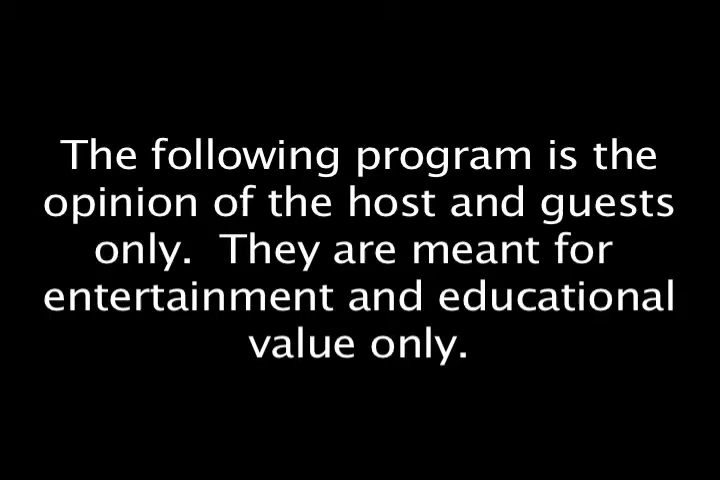 The following program is the
opinion of the host and guests
only.  They are meant for
entertainment and educational
value only.